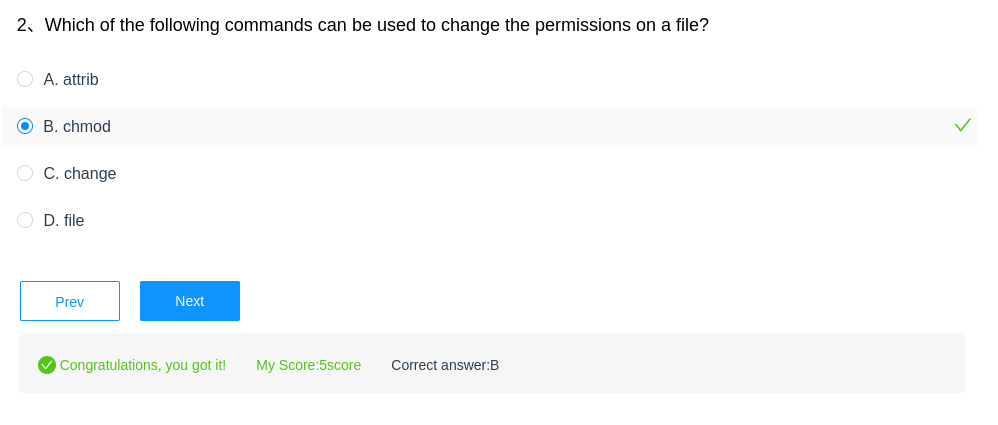 2、Which of the following commands can be used to change the permissions on a file?
A. attrib
B. chmod
C. change
D. file
Prev Next
Congratulations, you got it! My Score:5score Correct answer:B